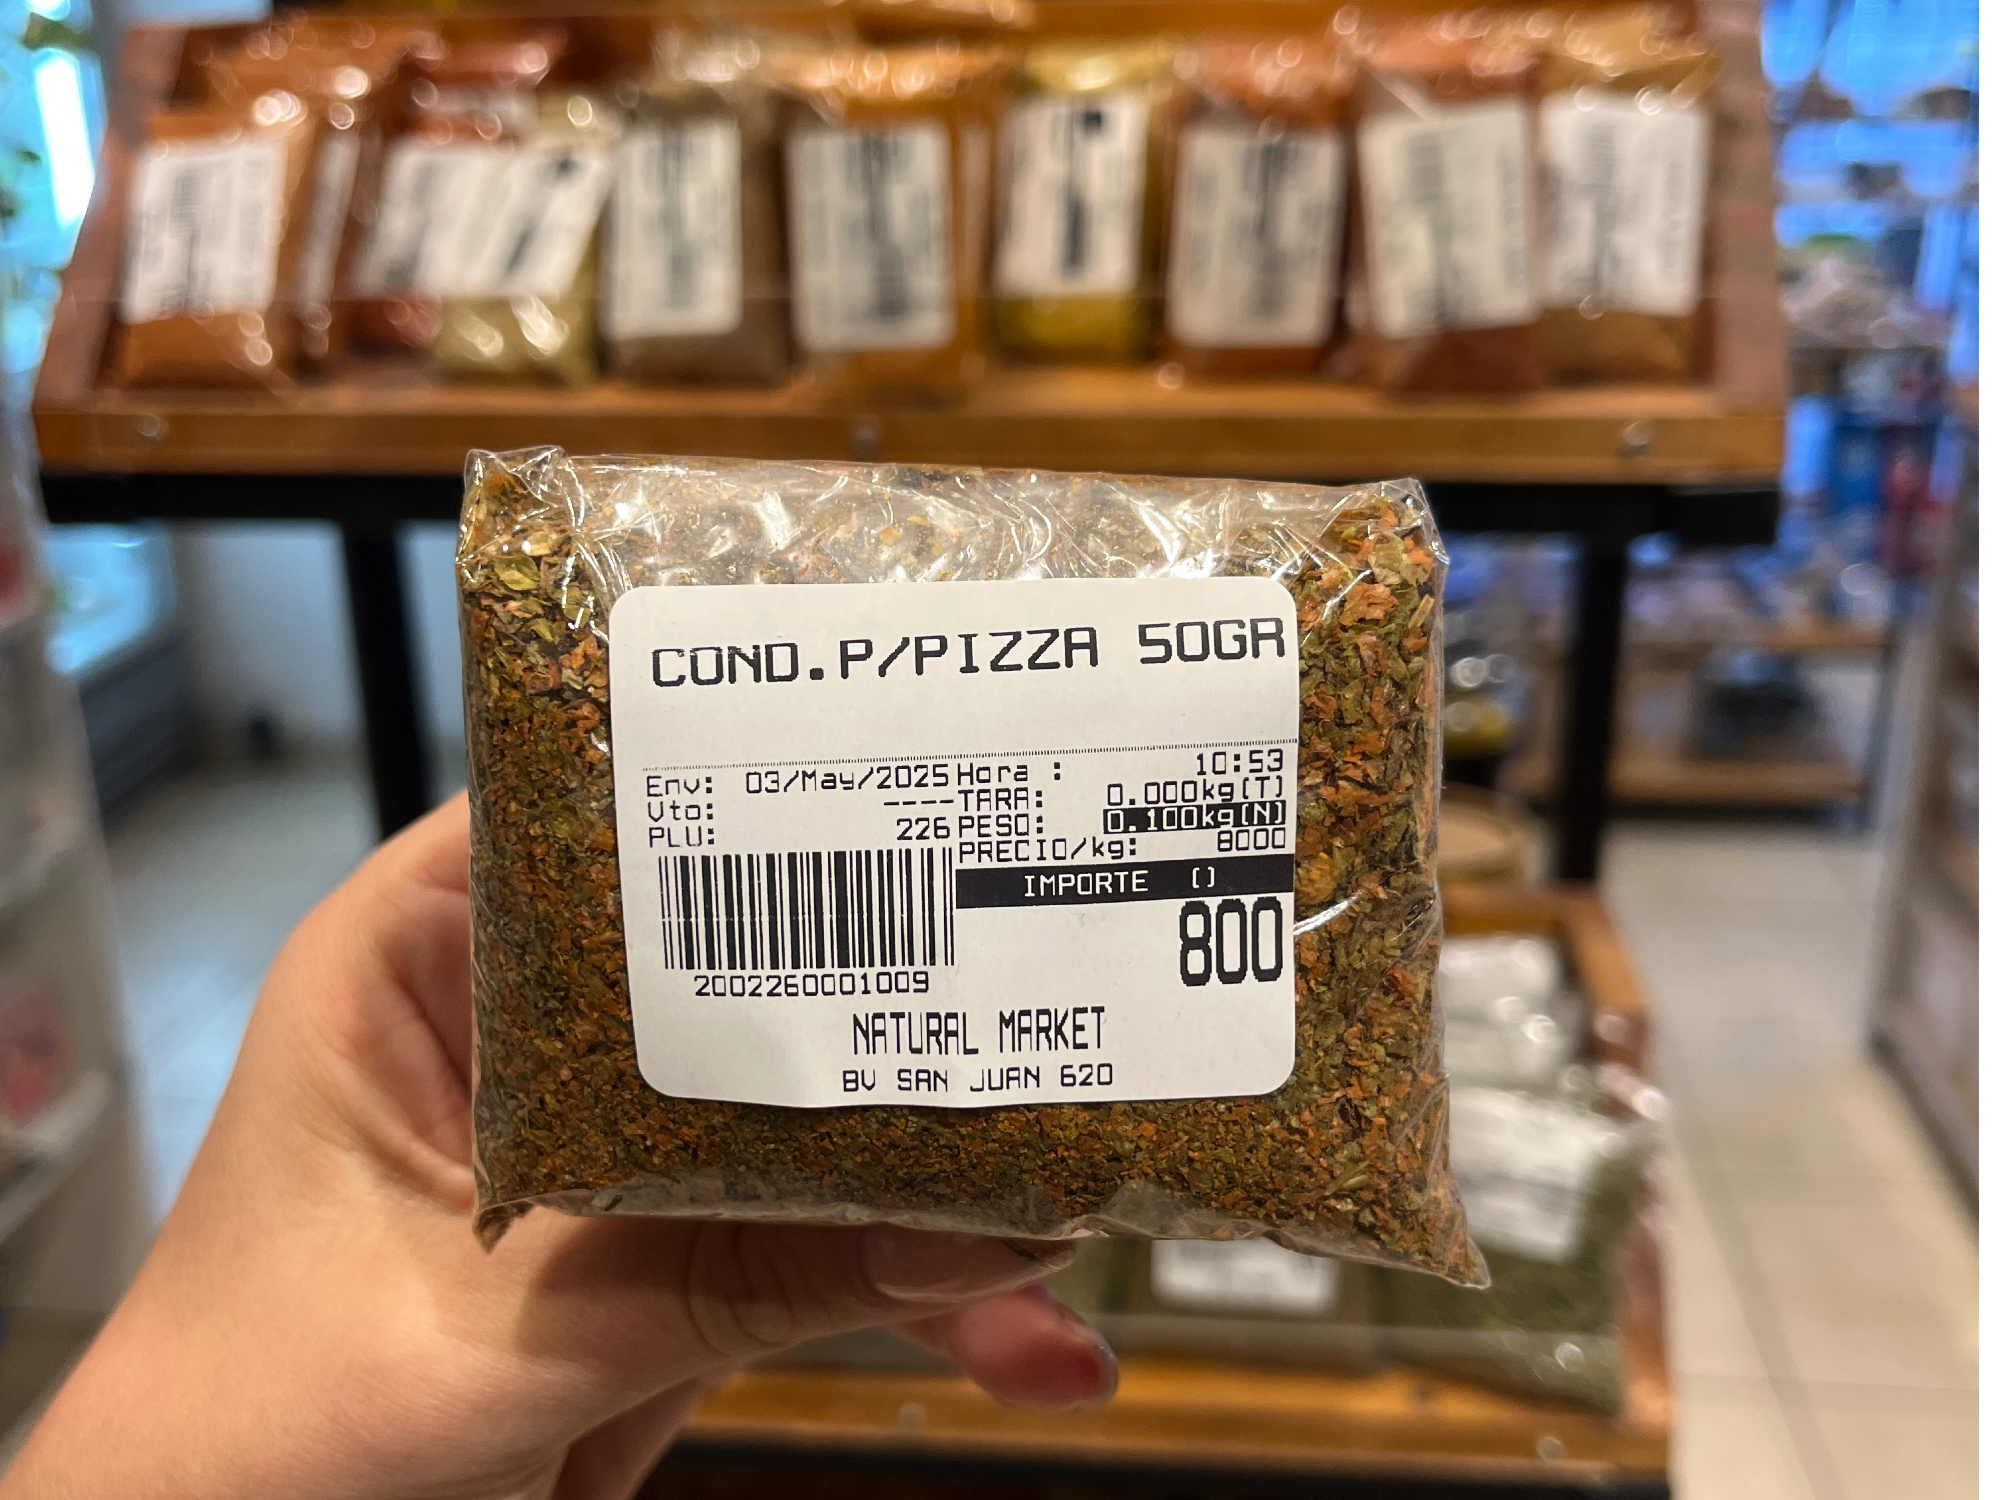 COND.P/PIZZA 50GR
Env: 03/May/2025 Hora : 10:53
Vto: ---- TARA: 0.000kg(T)
PLU: 226 PESO: 0.100kg(N)
PRECIO/kg: 8000
IMPORTE ()
800
2002260001009
NATURAL MARKET
BV SAN JUAN 620